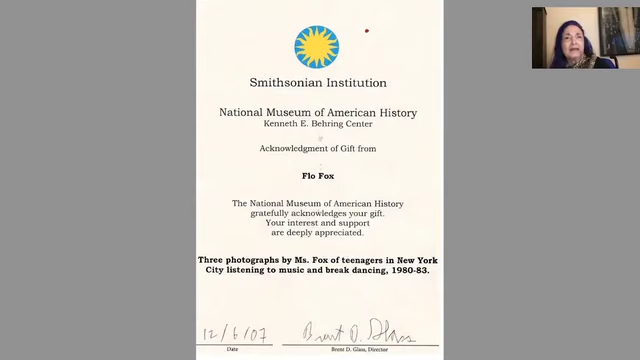 Smithsonian Institution
National Museum of American History
Kenneth E. Behring Center
Acknowledgment of Gift from
Flo Fox
The National Museum of American History
gratefully acknowledges your gift.
Your interest and support
are deeply appreciated.
Three photographs by Ms. Fox of teenagers in New York
City listening to music and break dancing, 1980-83.
12/6/07 Brent D. Glass
Date Brent D. Glass, Director